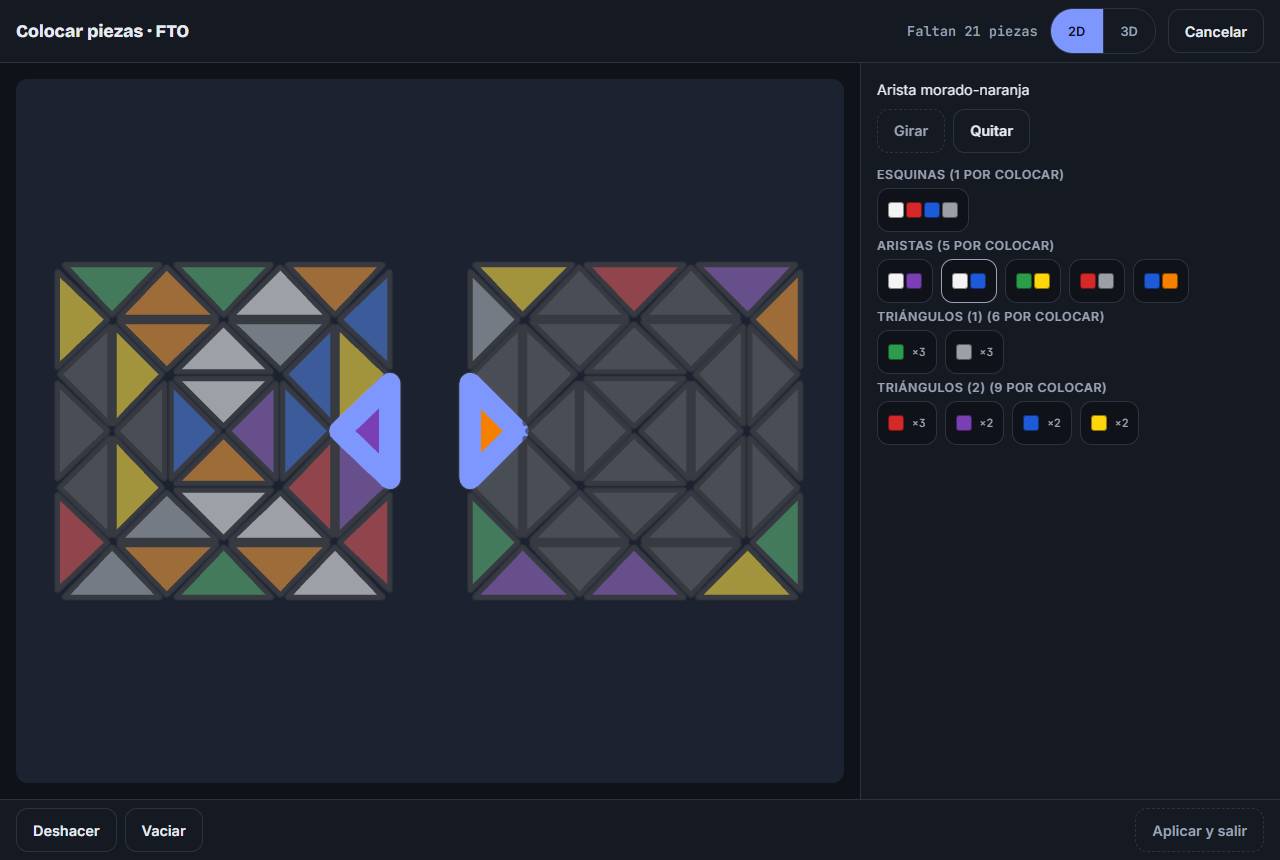 Colocar piezas · FTO
Faltan 21 piezas
2D
3D
Cancelar
Arista morado-naranja
Girar
Quitar
ESQUINAS (1 POR COLOCAR)
ARISTAS (5 POR COLOCAR)
TRIÁNGULOS (1) (6 POR COLOCAR)
×3
×3
TRIÁNGULOS (2) (9 POR COLOCAR)
×3
×2
×2
×2
Deshacer
Vaciar
Aplicar y salir